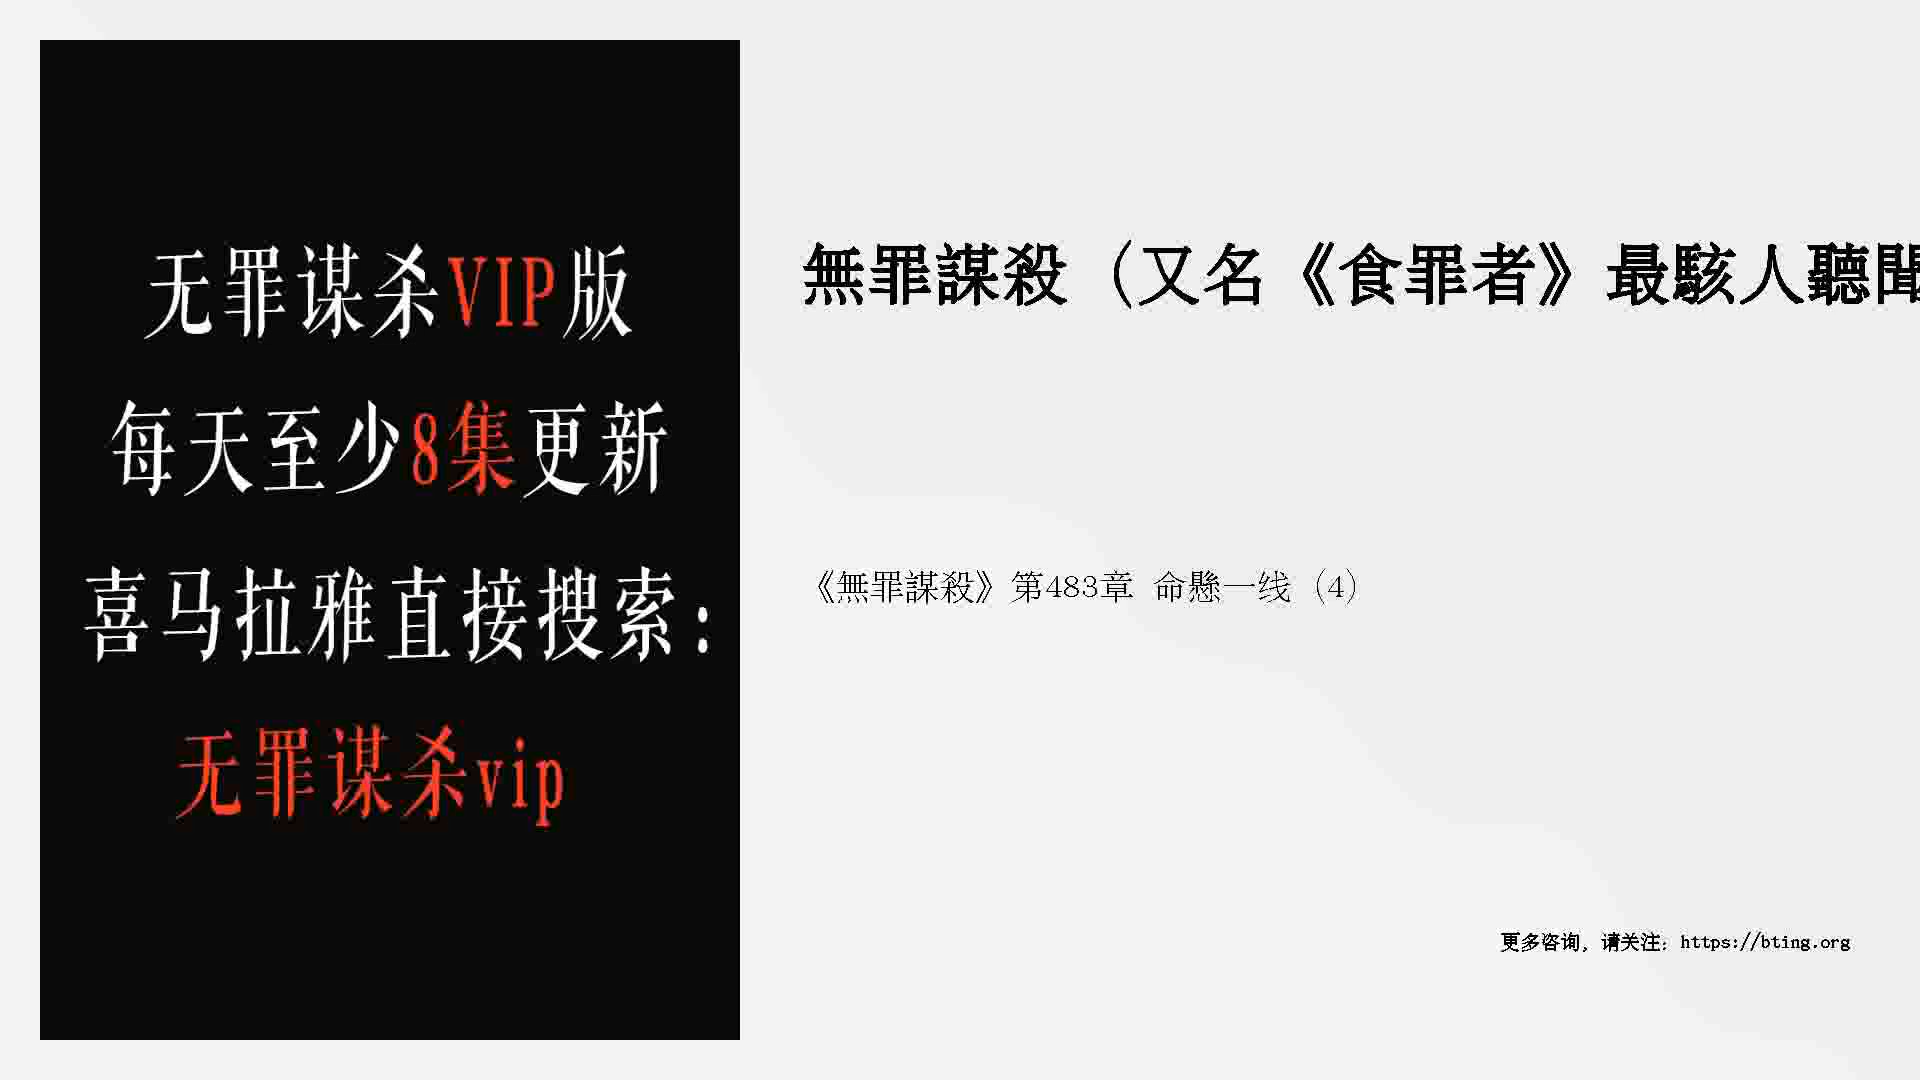 无罪谋杀VIP版
每天至少8集更新
喜马拉雅直接搜索:
无罪谋杀vip
無罪謀殺（又名《食罪者》最駭人聽聞
《無罪謀殺》第483章 命懸一线（4）
更多咨询，请关注：https://bting.org